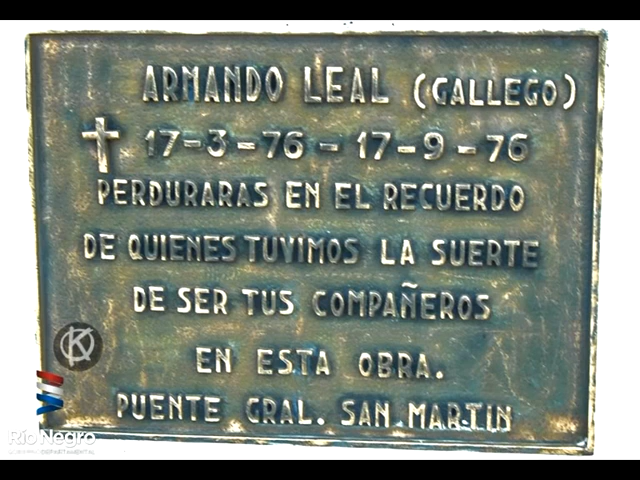 ARMANDO LEAL (GALLEGO)
17-3-76 - 17-9-76
PERDURARAS EN EL RECUERDO
DE QUIENES TUVIMOS LA SUERTE
DE SER TUS COMPAÑEROS
EN ESTA OBRA.
PUENTE GRAL. SAN MARTIN
Río Negro